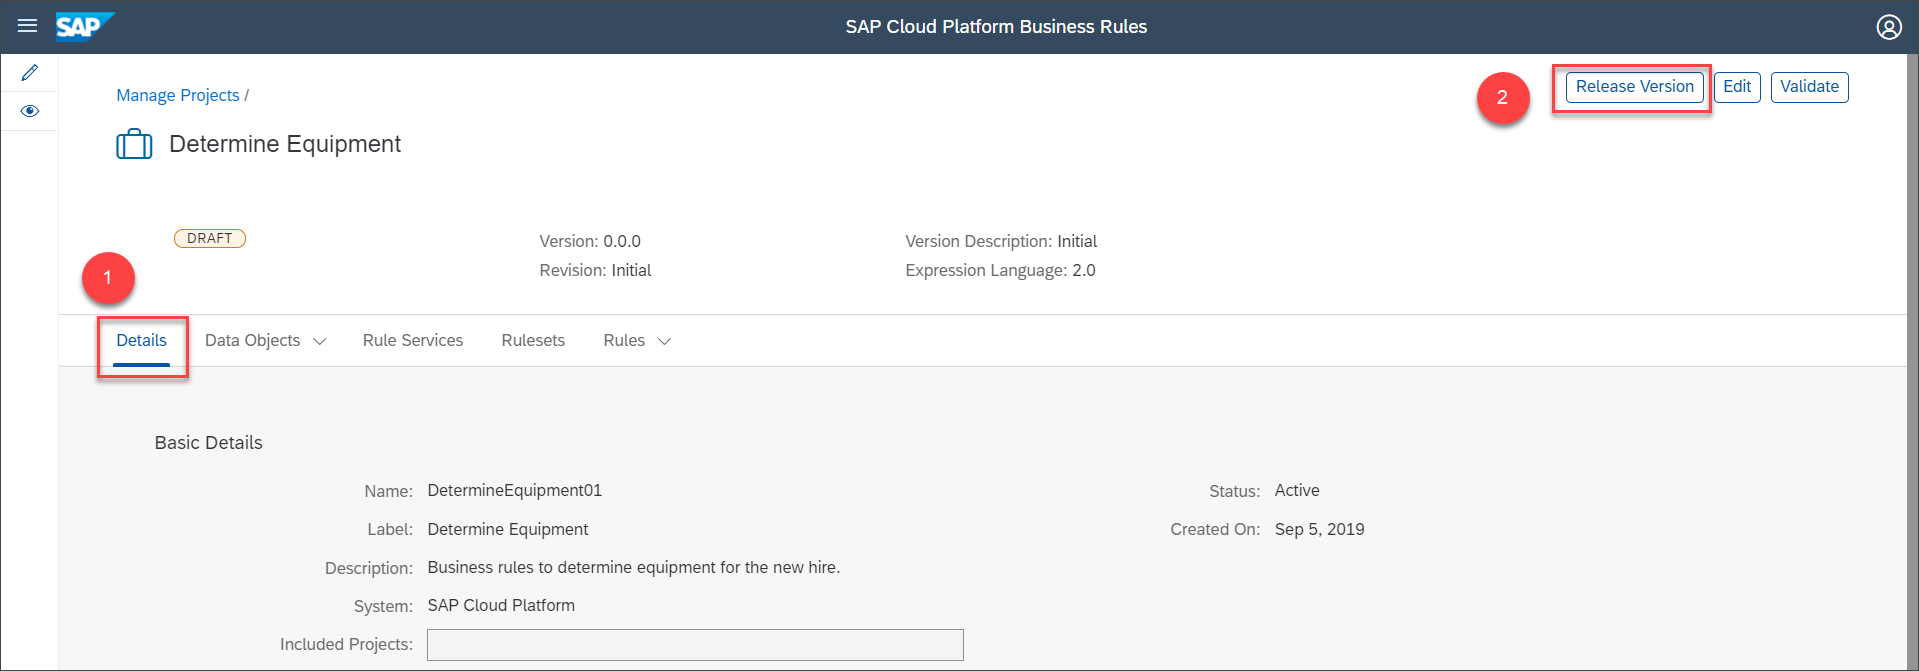 SAP
SAP Cloud Platform Business Rules
Manage Projects /
2
Release Version
Edit
Validate
Determine Equipment
DRAFT
Version: 0.0.0
Version Description: Initial
Revision: Initial
Expression Language: 2.0
1
Details
Data Objects
Rule Services
Rulesets
Rules
Basic Details
Name: DetermineEquipment01
Status: Active
Label: Determine Equipment
Created On: Sep 5, 2019
Description: Business rules to determine equipment for the new hire.
System: SAP Cloud Platform
Included Projects: